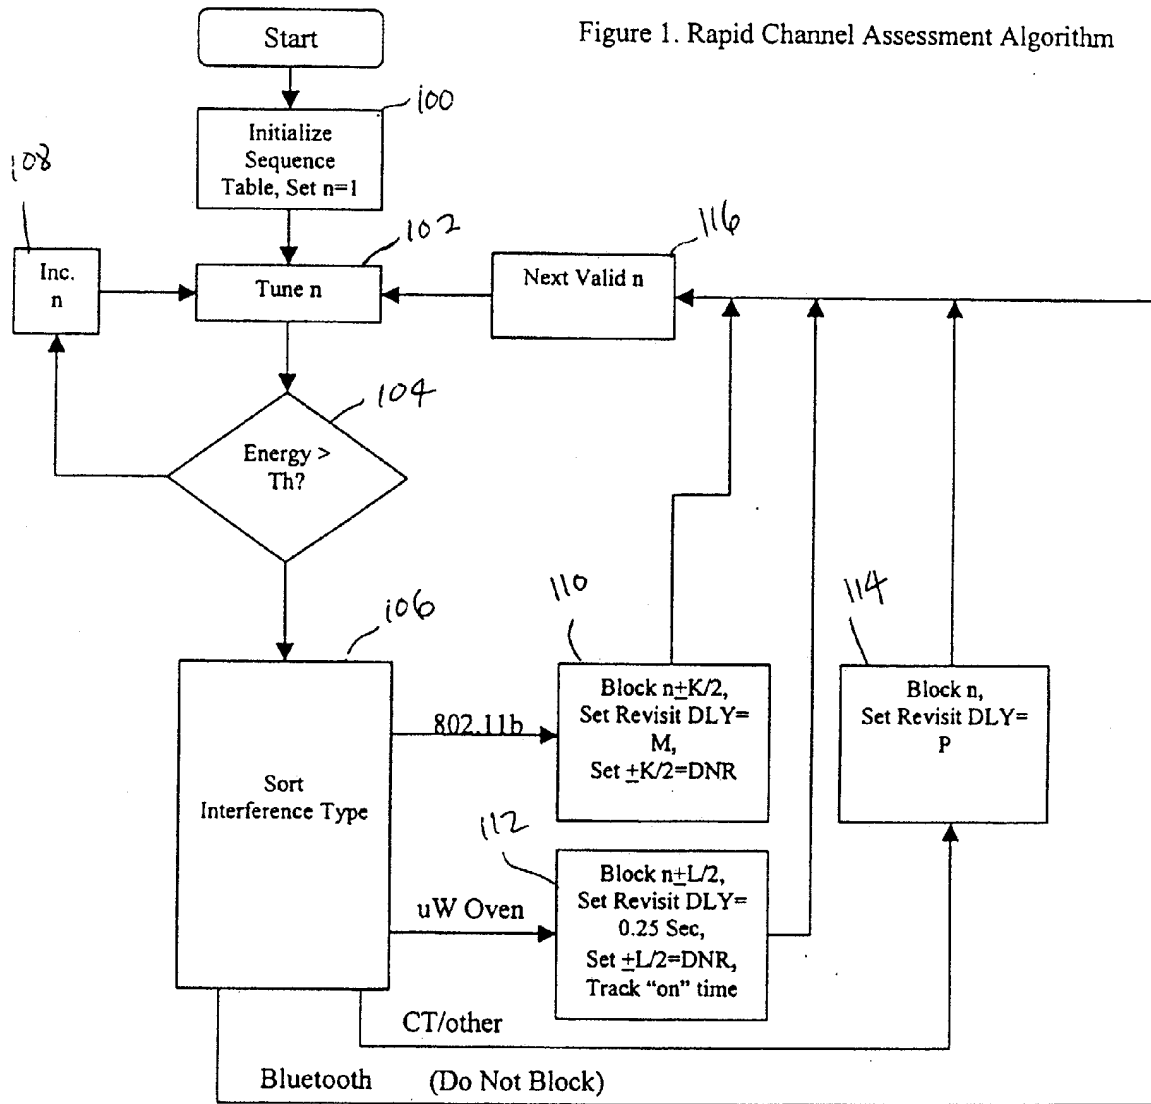 Figure 1. Rapid Channel Assessment Algorithm
Start
100
Initialize
Sequence
Table, Set n=1
108
102
116
Inc.
n
Tune n
Next Valid n
104
Energy >
Th?
106
110
114
Sort
Interference Type
802.11b
Block n±K/2,
Set Revisit DLY=
M,
Set ±K/2=DNR
Block n,
Set Revisit DLY=
P
112
uW Oven
Block n±L/2,
Set Revisit DLY=
0.25 Sec,
Set ±L/2=DNR,
Track “on” time
CT/other
Bluetooth (Do Not Block)